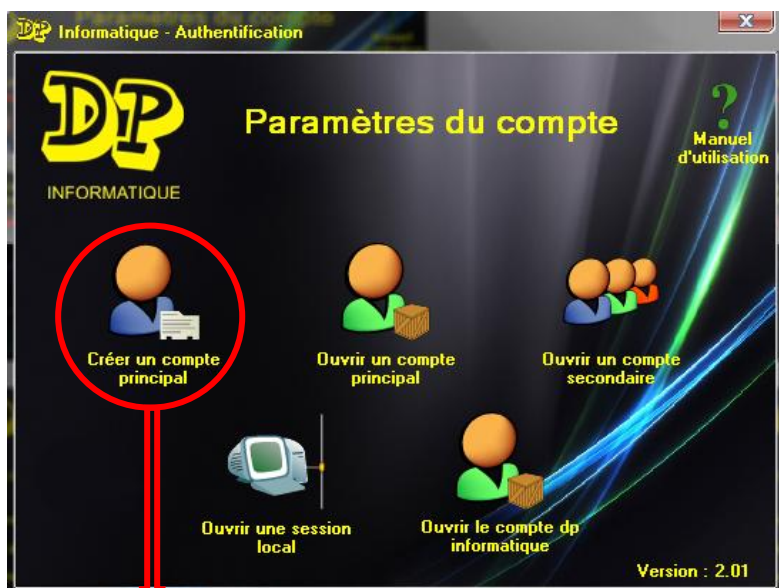 DP Informatique - Authentification
DP
Paramètres du compte
?
Manuel
d'utilisation
INFORMATIQUE
Créer un compte
principal
Ouvrir un compte
principal
Ouvrir un compte
secondaire
Ouvrir une session
local
Ouvrir le compte dp
informatique
Version : 2.01